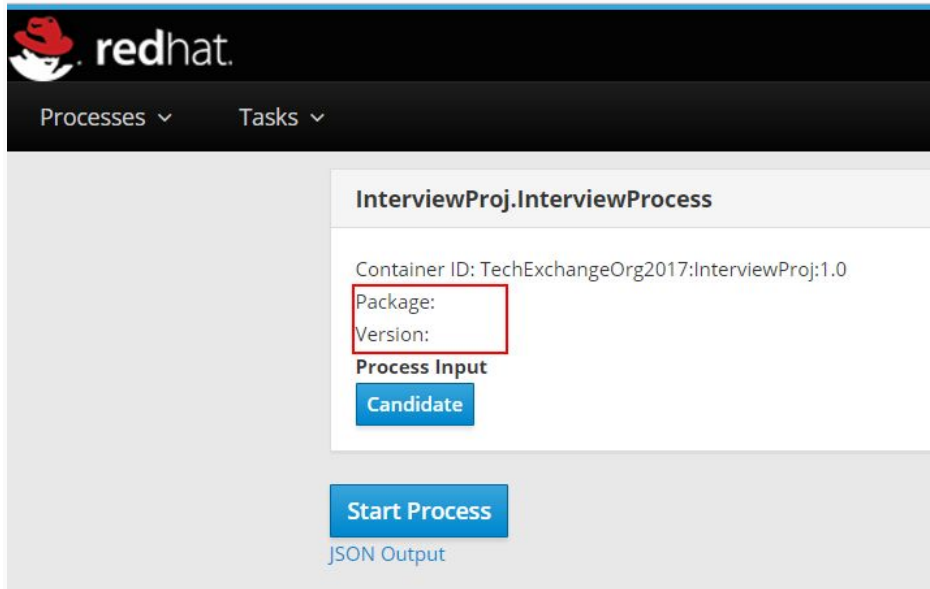 redhat.
Processes Tasks
InterviewProj.InterviewProcess
Container ID: TechExchangeOrg2017:InterviewProj:1.0
Package:
Version:
Process Input
Candidate
Start Process
JSON Output